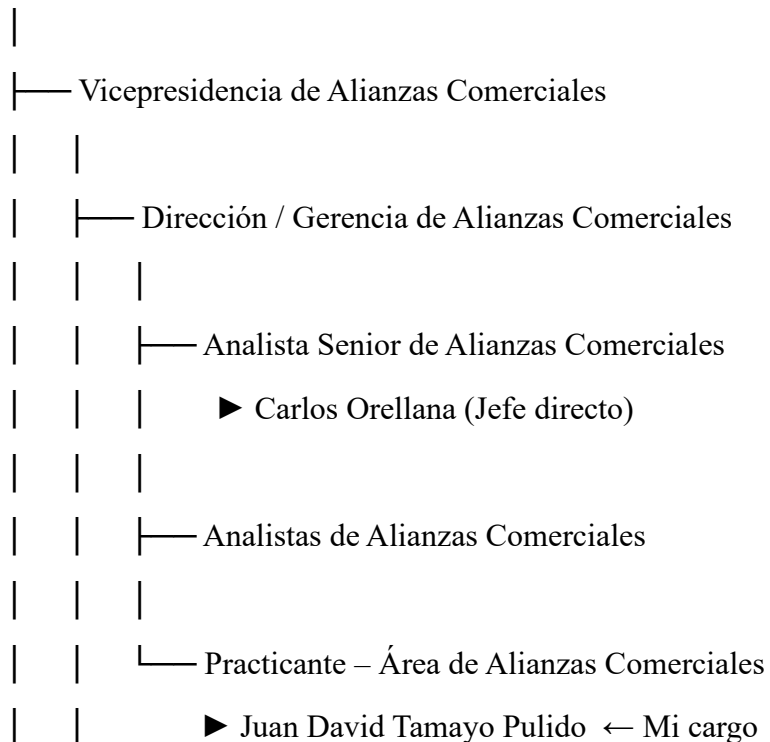 Vicepresidencia de Alianzas Comerciales
Dirección / Gerencia de Alianzas Comerciales
Analista Senior de Alianzas Comerciales
► Carlos Orellana (Jefe directo)
Analistas de Alianzas Comerciales
Practicante – Área de Alianzas Comerciales
► Juan David Tamayo Pulido ← Mi cargo